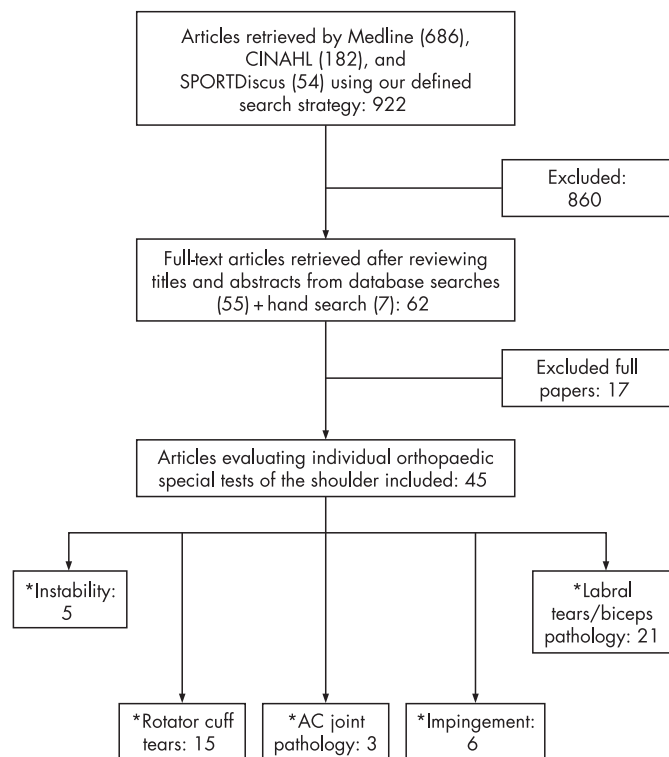 Articles retrieved by Medline (686),
CINAHL (182), and
SPORTDiscus (54) using our defined
search strategy: 922
Excluded:
860
Full-text articles retrieved after reviewing
titles and abstracts from database searches
(55) + hand search (7): 62
Excluded full
papers: 17
Articles evaluating individual orthopaedic
special tests of the shoulder included: 45
*Instability:
5
*Labral
tears/biceps
pathology: 21
*Rotator cuff
tears: 15
*AC joint
pathology: 3
*Impingement:
6